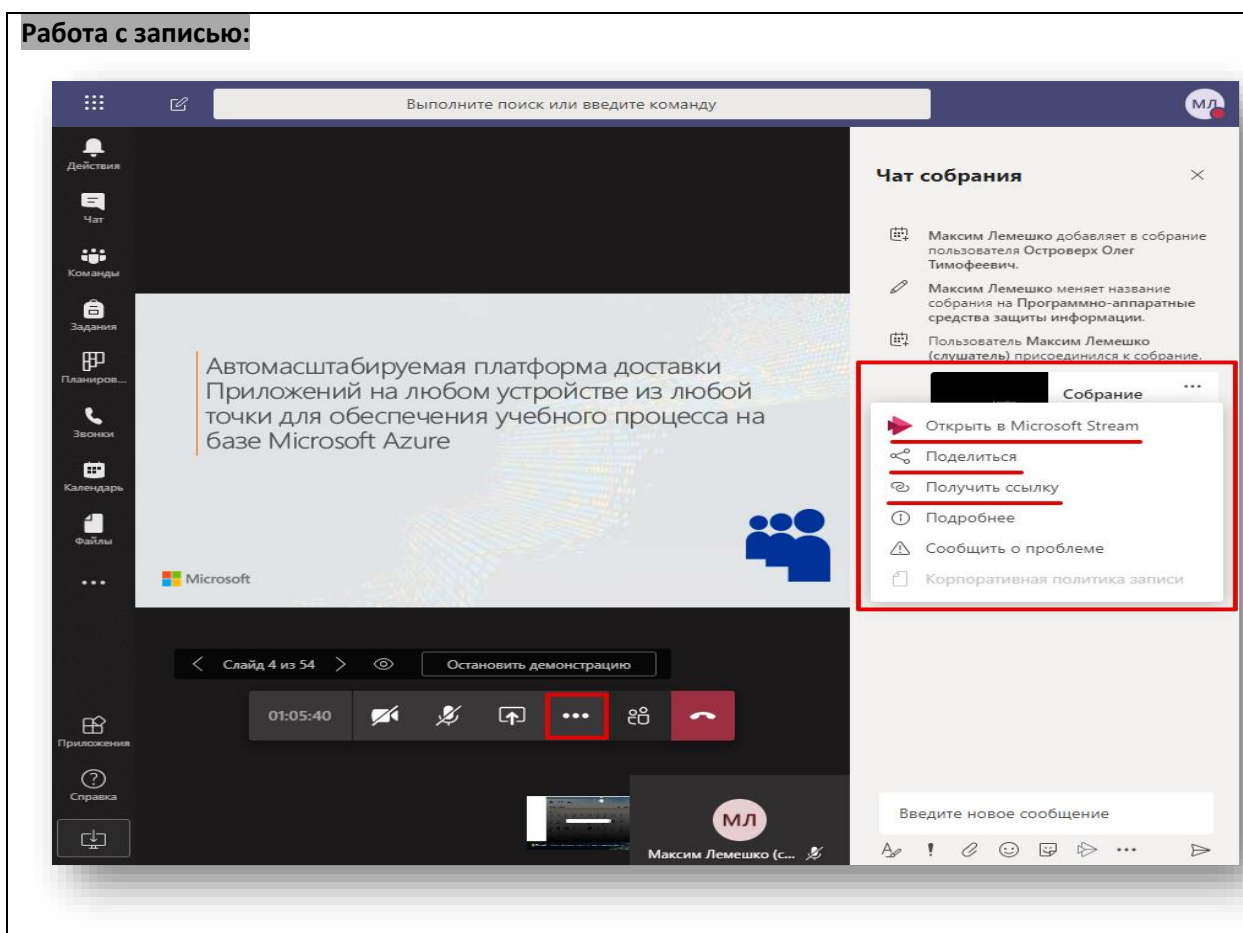 Работа с записью:
Выполните поиск или введите команду
МЛ
Действия
Чат
Команды
Задания
Планиров...
Звонки
Календарь
Файлы
Приложения
Справка
Автомасштабируемая платформа доставки
Приложений на любом устройстве из любой
точки для обеспечения учебного процесса на
базе Microsoft Azure
Microsoft
Слайд 4 из 54
Остановить демонстрацию
01:05:40
МЛ
Максим Лемешко (с...
Чат собрания
Максим Лемешко добавляет в собрание
пользователя Островерх Олег
Тимофеевич.
Максим Лемешко меняет название
собрания на Программно-аппаратные
средства защиты информации.
Пользователь Максим Лемешко
(слушатель) присоединился к собранию.
Собрание
Открыть в Microsoft Stream
Поделиться
Получить ссылку
Подробнее
Сообщить о проблеме
Корпоративная политика записи
Введите новое сообщение